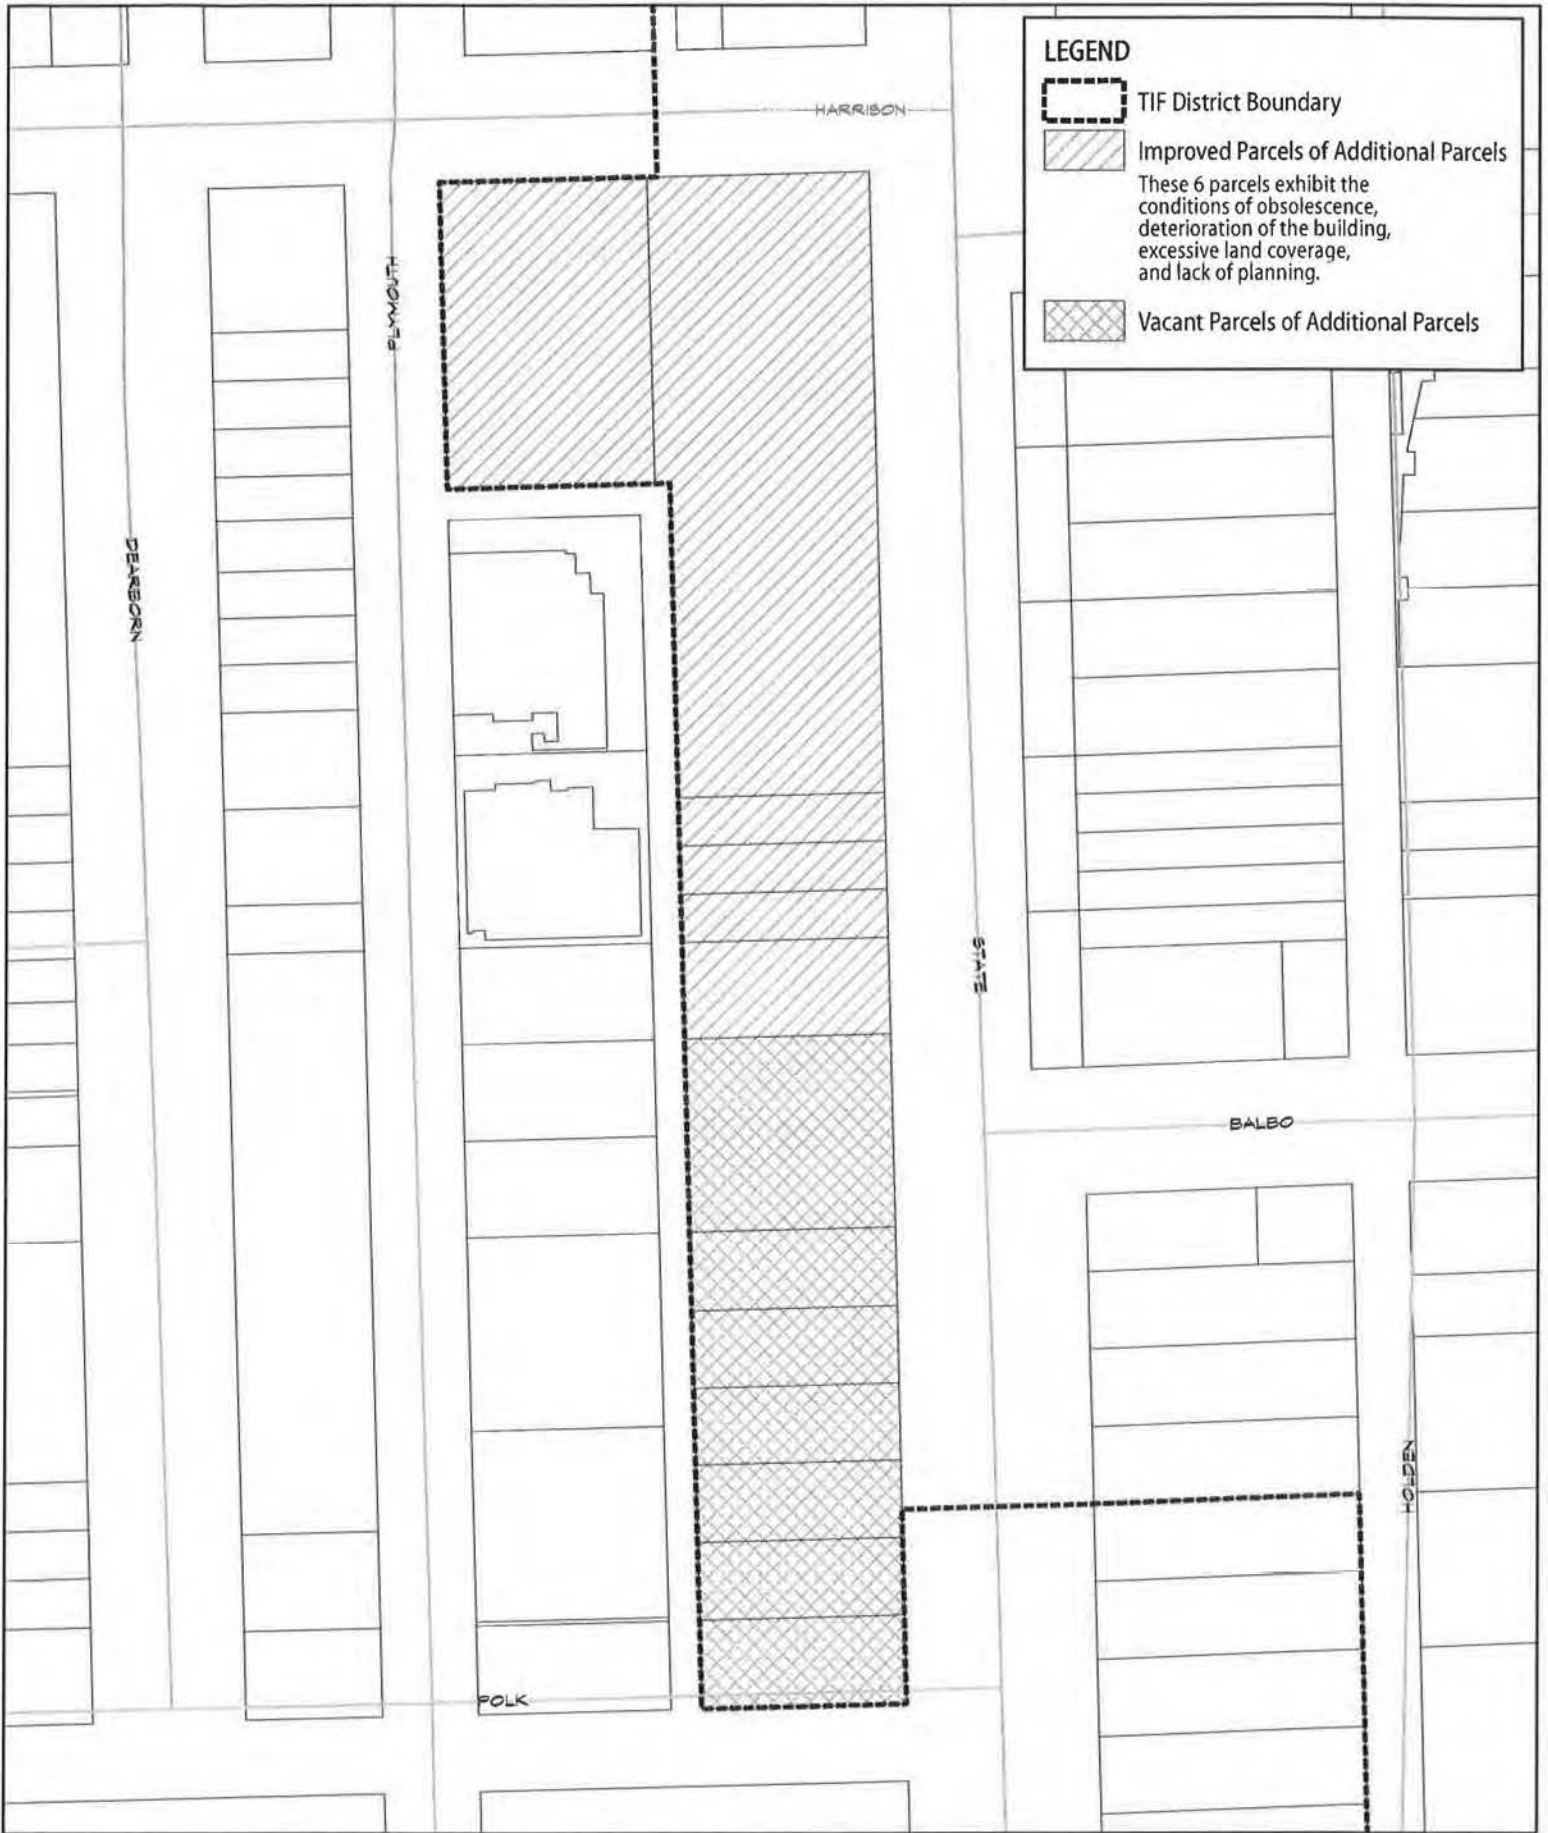 LEGEND
TIF District Boundary
Improved Parcels of Additional Parcels
These 6 parcels exhibit the
conditions of obsolescence,
deterioration of the building,
excessive land coverage,
and lack of planning.
Vacant Parcels of Additional Parcels
HARRISON
PLYMOUTH
DEARBORN
STATE
BALBO
HOLDEN
POLK